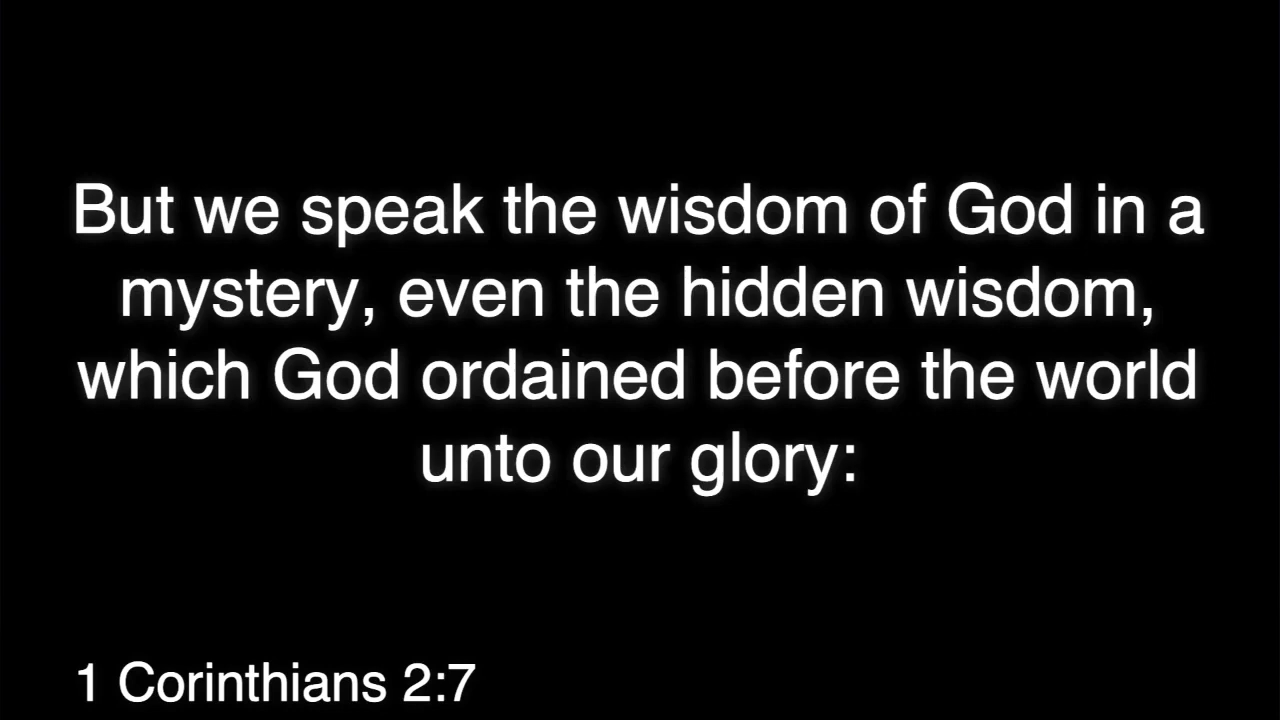 But we speak the wisdom of God in a
mystery, even the hidden wisdom,
which God ordained before the world
unto our glory:
1 Corinthians 2:7